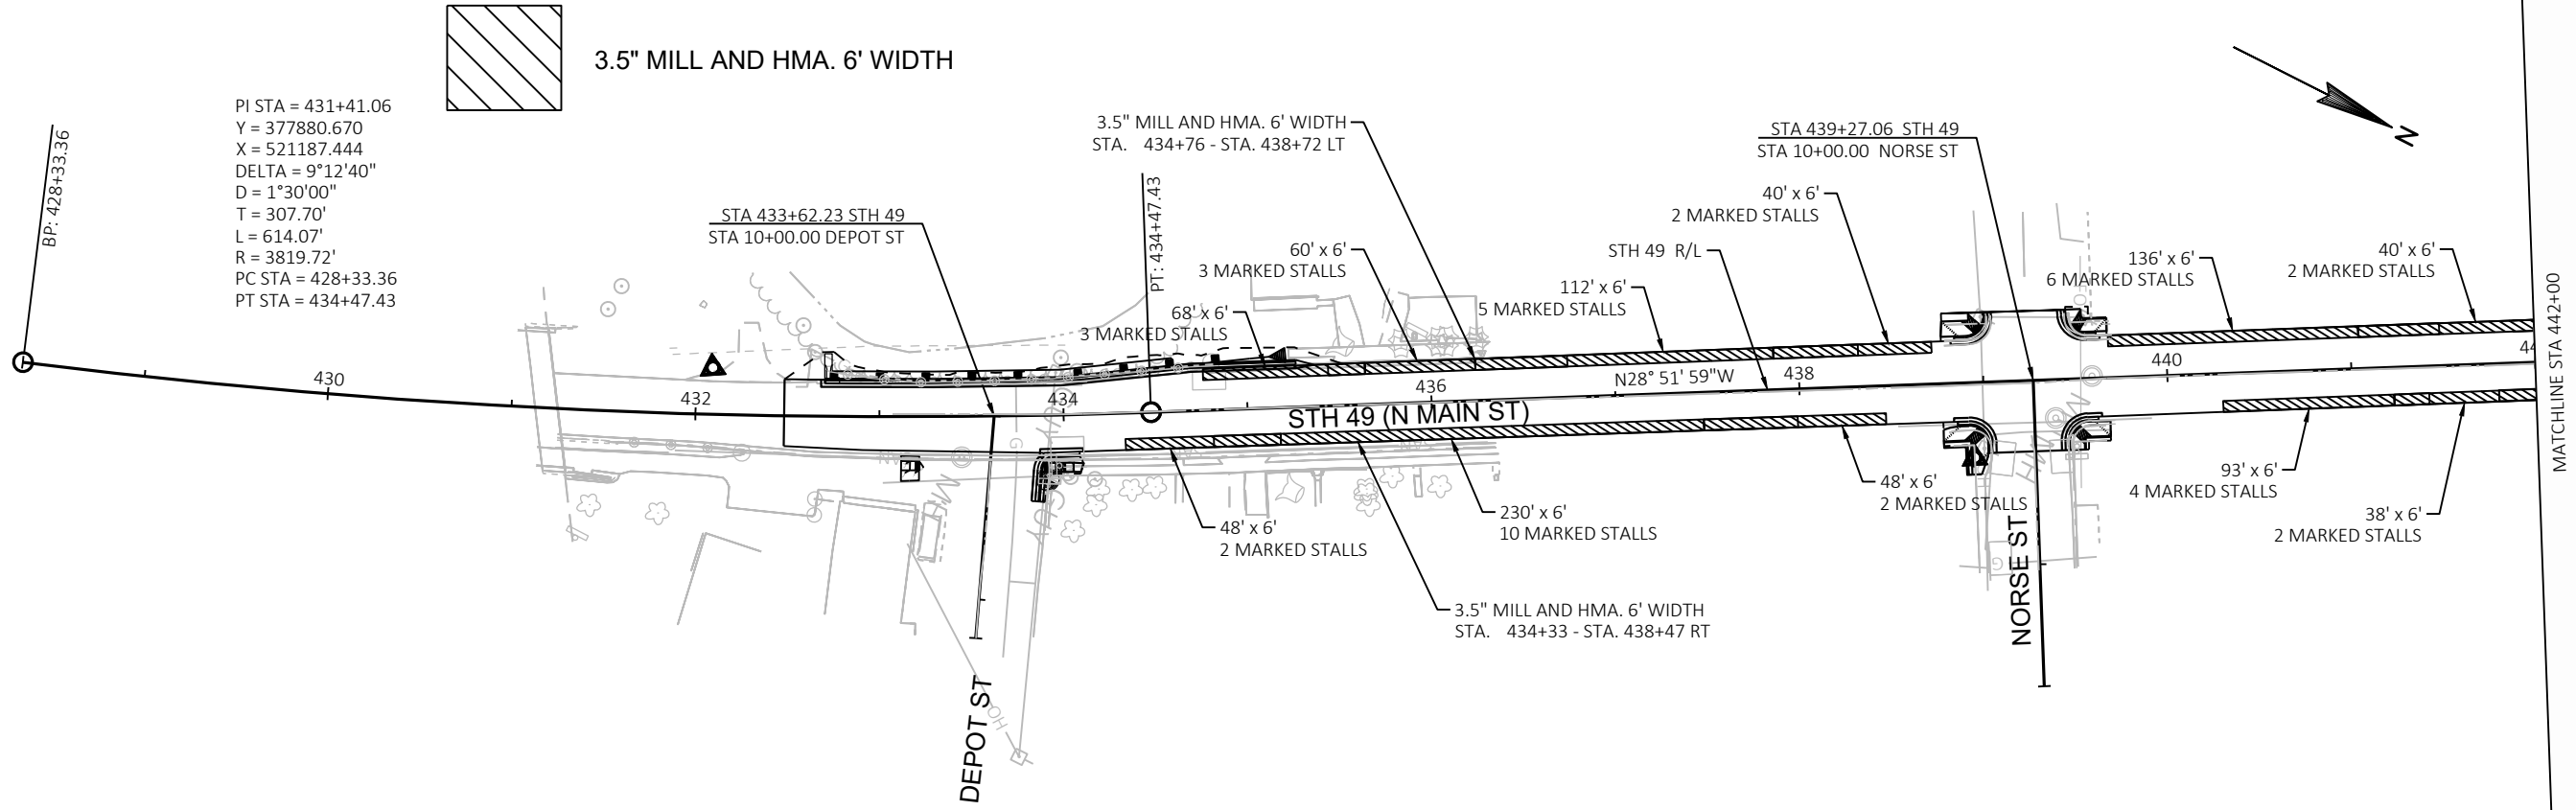 3.5" MILL AND HMA. 6' WIDTH
BP: 428+33.36
PI STA = 431+41.06
Y = 377880.670
X = 521187.444
DELTA = 9°12'40"
D = 1°30'00"
T = 307.70'
L = 614.07'
R = 3819.72'
PC STA = 428+33.36
PT STA = 434+47.43
STA 433+62.23 STH 49
STA 10+00.00 DEPOT ST
3.5" MILL AND HMA. 6' WIDTH
STA. 434+76 - STA. 438+72 LT
PT: 434+47.43
68' x 6'
3 MARKED STALLS
60' x 6'
3 MARKED STALLS
112' x 6'
5 MARKED STALLS
STH 49 R/L
40' x 6'
2 MARKED STALLS
STA 439+27.06 STH 49
STA 10+00.00 NORSE ST
136' x 6'
6 MARKED STALLS
40' x 6'
2 MARKED STALLS
N
MATCHLINE STA 442+00
430
432
434
436
438
440
44
N28° 51' 59"W
STH 49 (N MAIN ST)
48' x 6'
2 MARKED STALLS
230' x 6'
10 MARKED STALLS
48' x 6'
2 MARKED STALLS
93' x 6'
4 MARKED STALLS
38' x 6'
2 MARKED STALLS
3.5" MILL AND HMA. 6' WIDTH
STA. 434+33 - STA. 438+47 RT
DEPOT ST
NORSE ST
G
G
OH